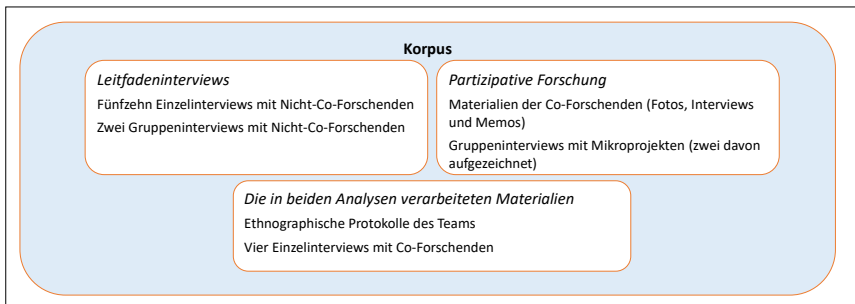 Korpus
Leitfadeninterviews
Fünfzehn Einzelinterviews mit Nicht-Co-Forschenden
Zwei Gruppeninterviews mit Nicht-Co-Forschenden
Partizipative Forschung
Materialien der Co-Forschenden (Fotos, Interviews
und Memos)
Gruppeninterviews mit Mikroprojekten (zwei davon
aufgezeichnet)
Die in beiden Analysen verarbeiteten Materialien
Ethnographische Protokolle des Teams
Vier Einzelinterviews mit Co-Forschenden